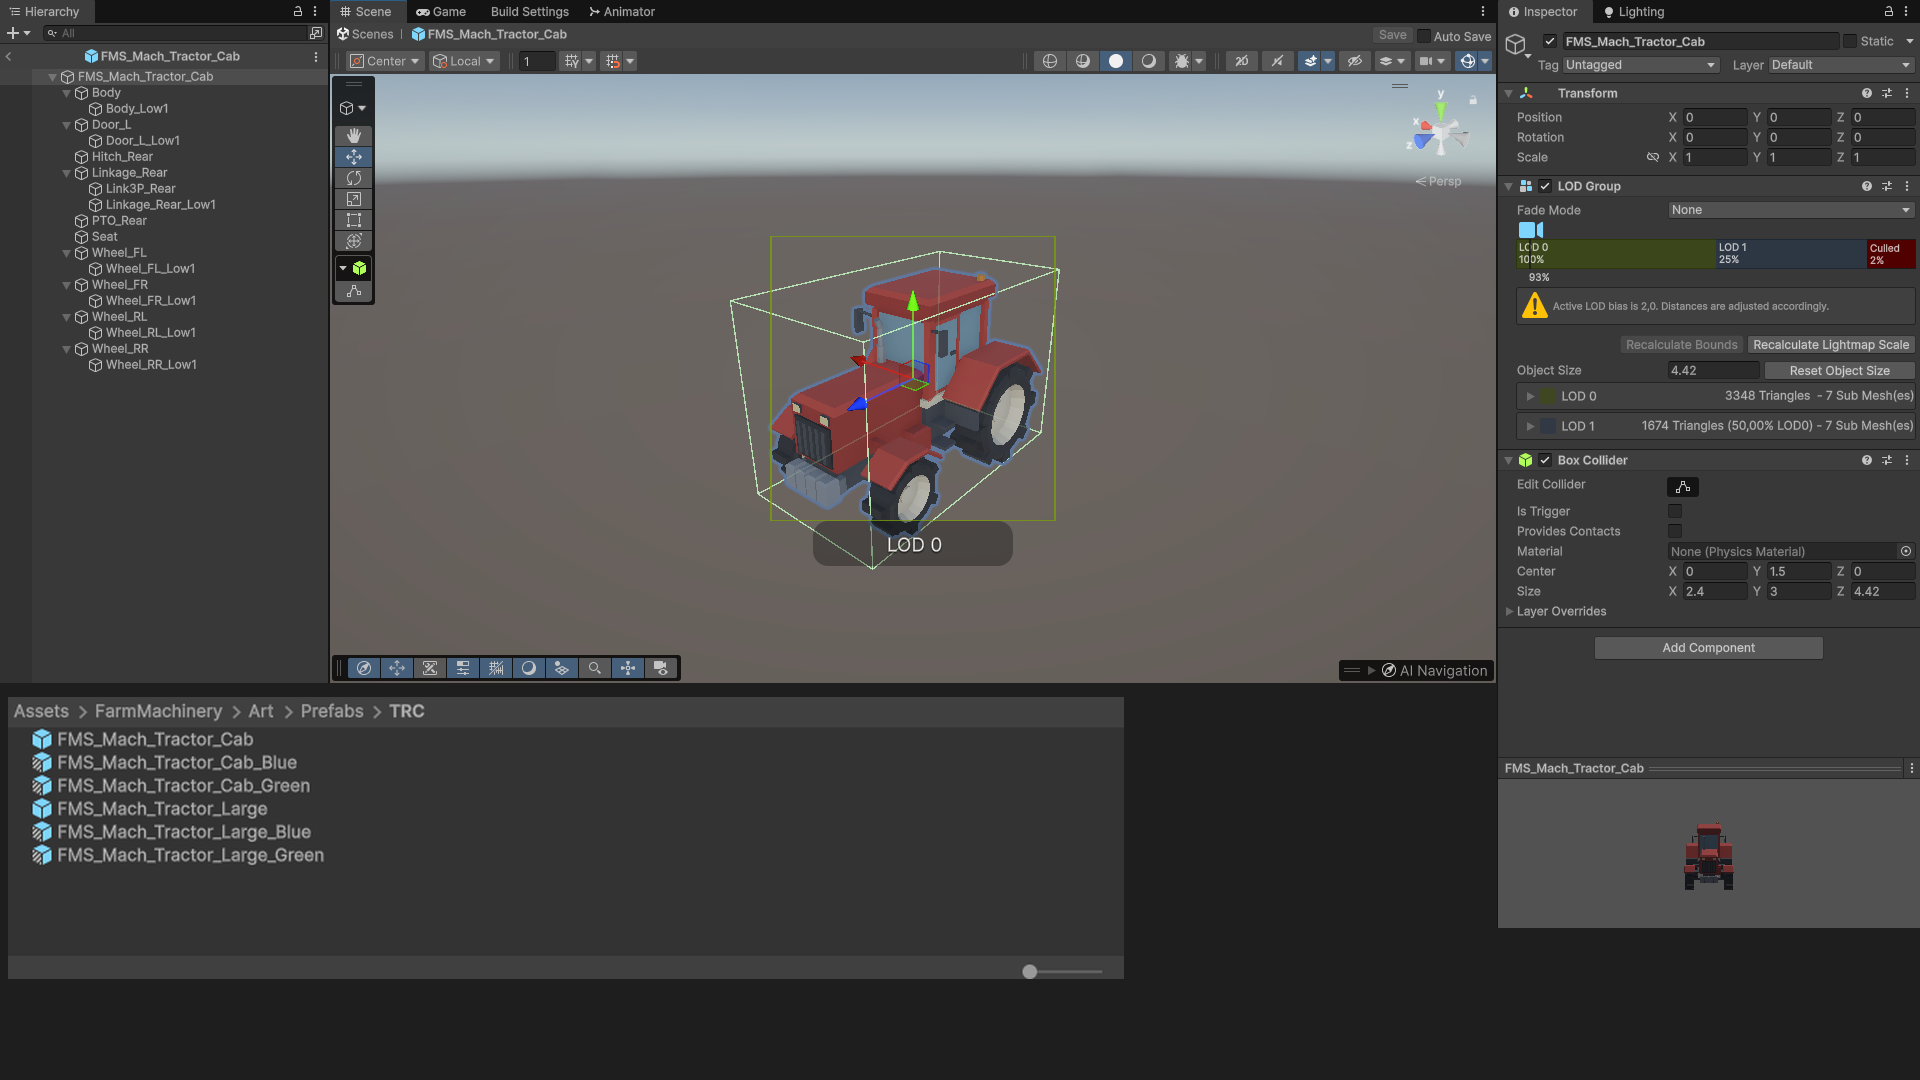 Hierarchy
All
FMS_Mach_Tractor_Cab
FMS_Mach_Tractor_Cab
Body
Body_Low1
Door_L
Door_L_Low1
Hitch_Rear
Linkage_Rear
Link3P_Rear
Linkage_Rear_Low1
PTO_Rear
Seat
Wheel_FL
Wheel_FL_Low1
Wheel_FR
Wheel_FR_Low1
Wheel_RL
Wheel_RL_Low1
Wheel_RR
Wheel_RR_Low1
Scene Game Build Settings Animator
Scenes FMS_Mach_Tractor_Cab Save Auto Save
Center Local 1 2D
y
x
z
Persp
LOD 0
AI Navigation
Inspector Lighting
FMS_Mach_Tractor_Cab Static
Tag Untagged Layer Default
Transform
Position X 0 Y 0 Z 0
Rotation X 0 Y 0 Z 0
Scale X 1 Y 1 Z 1
LOD Group
Fade Mode None
LOD 0 LOD 1 Culled
100% 25% 2%
93%
Active LOD bias is 2,0. Distances are adjusted accordingly.
Recalculate Bounds Recalculate Lightmap Scale
Object Size 4.42 Reset Object Size
LOD 0 3348 Triangles - 7 Sub Mesh(es)
LOD 1 1674 Triangles (50,00% LOD0) - 7 Sub Mesh(es)
Box Collider
Edit Collider
Is Trigger
Provides Contacts
Material None (Physics Material)
Center X 0 Y 1.5 Z 0
Size X 2.4 Y 3 Z 4.42
Layer Overrides
Add Component
FMS_Mach_Tractor_Cab
Assets > FarmMachinery > Art > Prefabs > TRC
FMS_Mach_Tractor_Cab
FMS_Mach_Tractor_Cab_Blue
FMS_Mach_Tractor_Cab_Green
FMS_Mach_Tractor_Large
FMS_Mach_Tractor_Large_Blue
FMS_Mach_Tractor_Large_Green